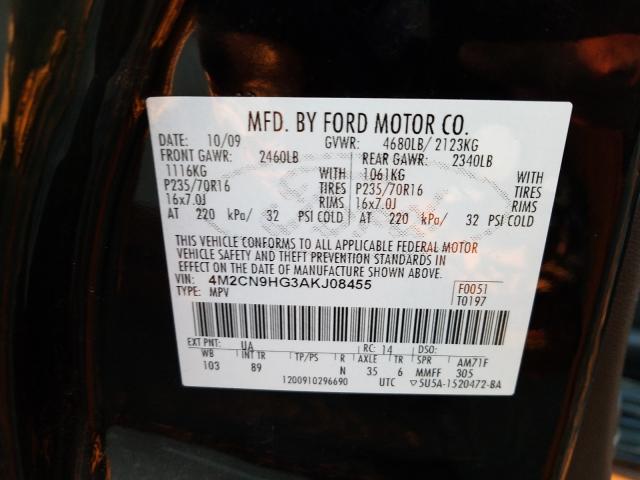 MFD. BY FORD MOTOR CO.
DATE: 10/09 GVWR: 4680LB/ 2123KG
FRONT GAWR: 2460LB REAR GAWR: 2340LB
1116KG WITH 1061KG WITH
P235/70R16 TIRES P235/70R16 TIRES
16x7.0J RIMS 16x7.0J RIMS
AT 220 kPa/ 32 PSI COLD AT 220 kPa/ 32 PSI COLD
THIS VEHICLE CONFORMS TO ALL APPLICABLE FEDERAL MOTOR
VEHICLE SAFETY AND THEFT PREVENTION STANDARDS IN
EFFECT ON THE DATE OF MANUFACTURE SHOWN ABOVE.
VIN: 4M2CN9HG3AKJ08455 F0051
TYPE: MPV T0197
EXT PNT: UA RC: 14 DSO:
WB INT TR TP/PS R AXLE TR SPR AM71F
103 89 N 35 6 MMFF 305
1200910296690 UTC ▽5U5A-1520472-BA